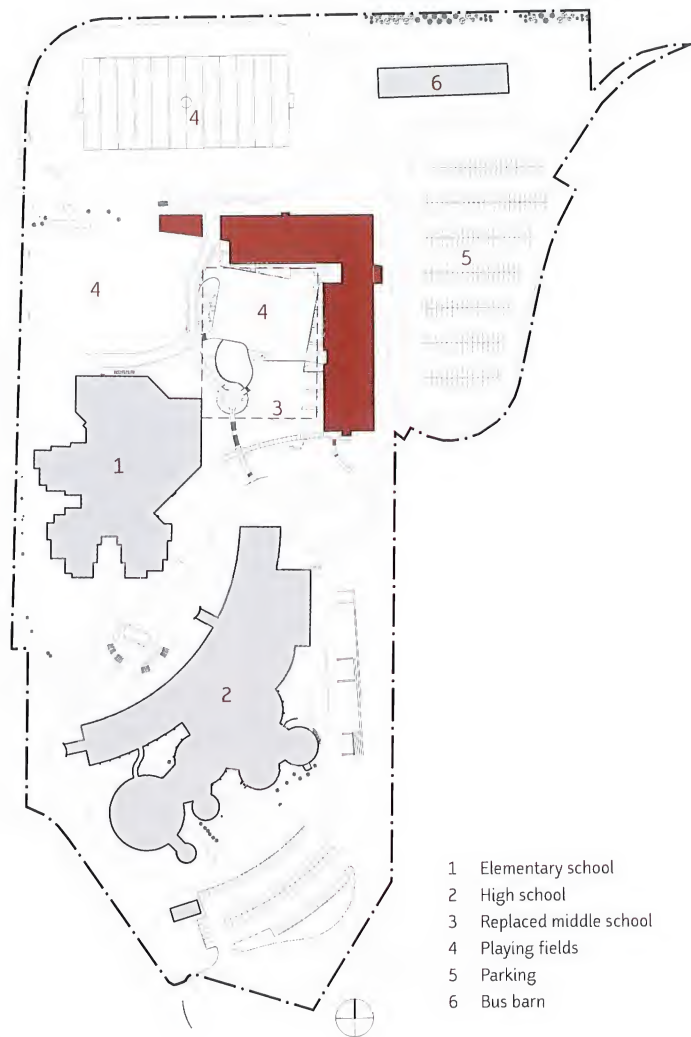 6
4
5
4
4
3
1
2
1 Elementary school
2 High school
3 Replaced middle school
4 Playing fields
5 Parking
6 Bus barn